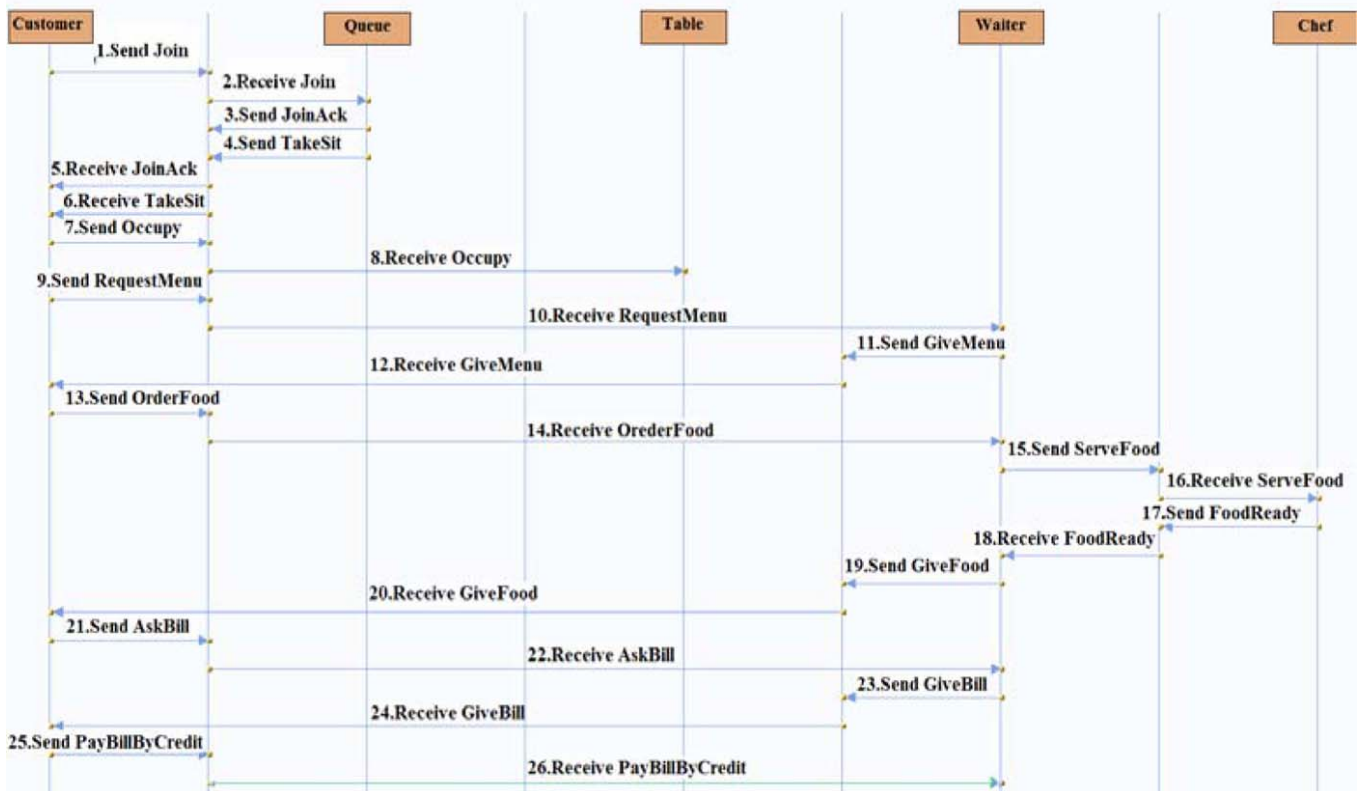 Customer
Queue
Table
Waiter
Chef
1.Send Join
2.Receive Join
3.Send JoinAck
4.Send TakeSit
5.Receive JoinAck
6.Receive TakeSit
7.Send Occupy
8.Receive Occupy
9.Send RequestMenu
10.Receive RequestMenu
11.Send GiveMenu
12.Receive GiveMenu
13.Send OrderFood
14.Receive OrederFood
15.Send ServeFood
16.Receive ServeFood
17.Send FoodReady
18.Receive FoodReady
19.Send GiveFood
20.Receive GiveFood
21.Send AskBill
22.Receive AskBill
23.Send GiveBill
24.Receive GiveBill
25.Send PayBillByCredit
26.Receive PayBillByCredit